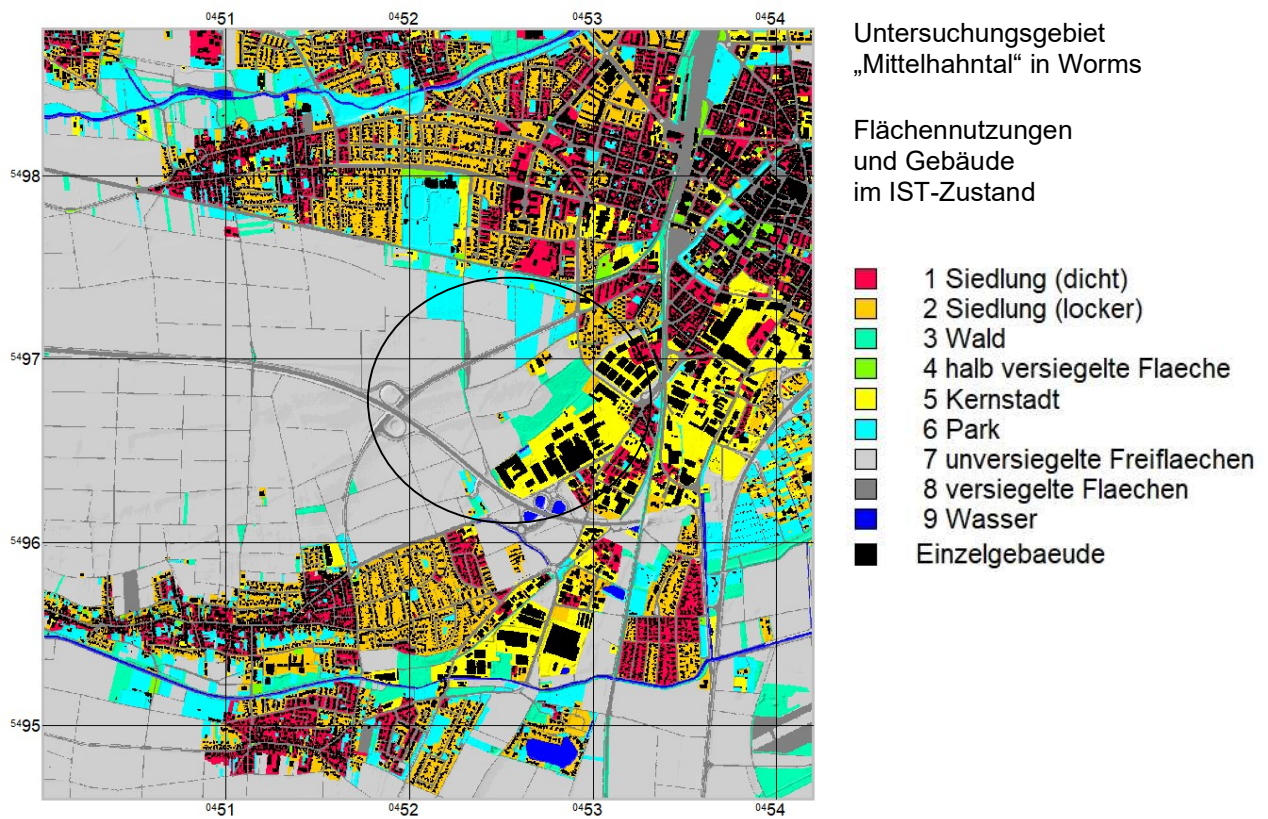 0451 0452 0453 0454
Untersuchungsgebiet
„Mittelhahntal“ in Worms
Flächennutzungen
und Gebäude
im IST-Zustand
5498
5497
5496
5495
1 Siedlung (dicht)
2 Siedlung (locker)
3 Wald
4 halb versiegelte Flaeche
5 Kernstadt
6 Park
7 unversiegelte Freiflaechen
8 versiegelte Flaechen
9 Wasser
Einzelgebaeude
0451 0452 0453 0454